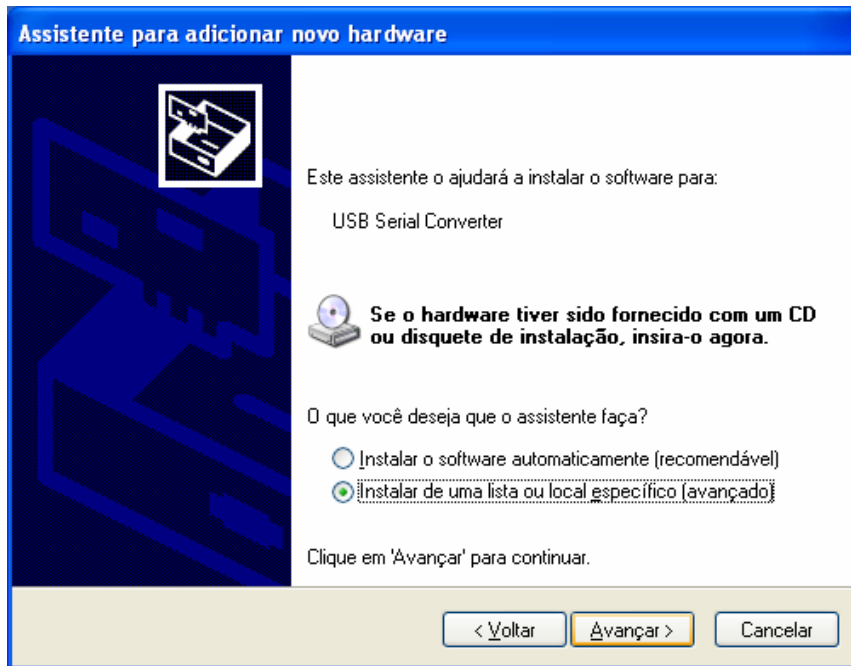 Assistente para adicionar novo hardware
Este assistente o ajudará a instalar o software para:
USB Serial Converter
Se o hardware tiver sido fornecido com um CD
ou disquete de instalação, insira-o agora.
O que você deseja que o assistente faça?
Instalar o software automaticamente (recomendável)
Instalar de uma lista ou local específico (avançado)
Clique em 'Avançar' para continuar.
< Voltar
Avançar >
Cancelar